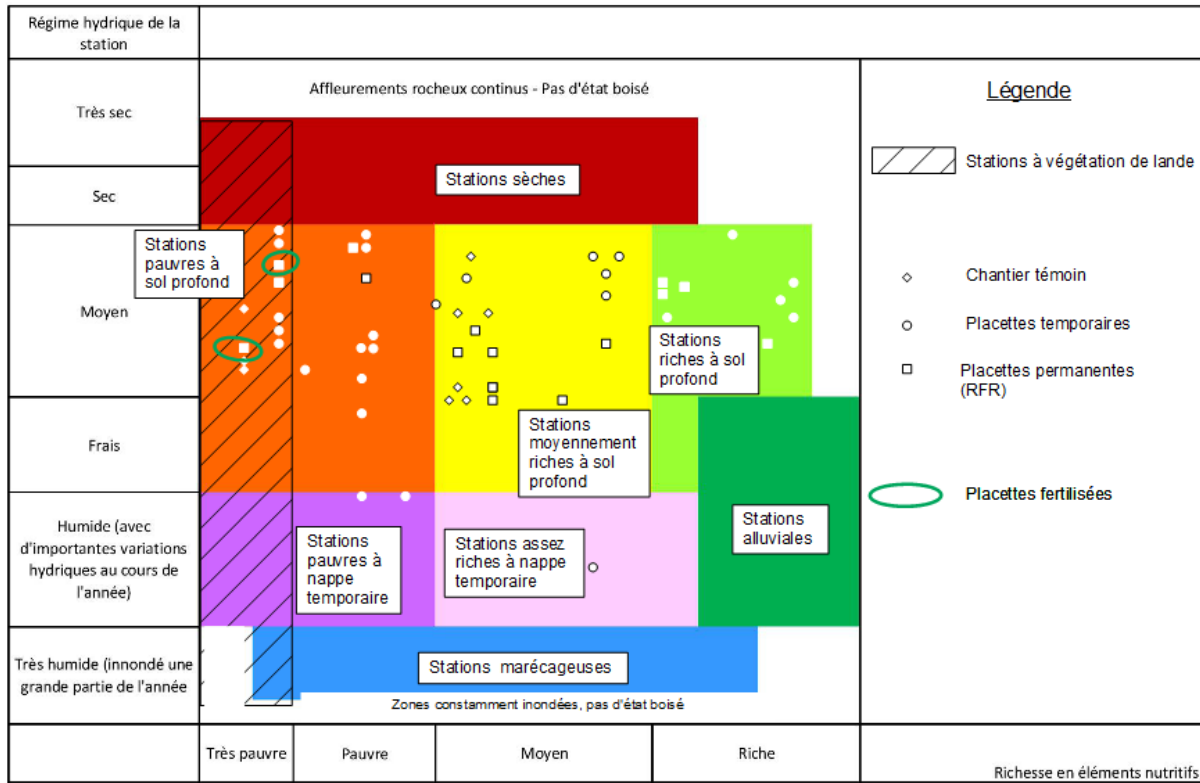 Régime hydrique de la
station
Très sec
Affleurements rocheux continus - Pas d'état boisé
Légende
Stations à végétation de lande
Sec
Stations sèches
Stations
pauvres à
sol profond
Moyen
Chantier témoin
Placettes temporaires
Placettes permanentes
(RFR)
Stations
riches à sol
profond
Frais
Stations
moyennement
riches à sol
profond
Placettes fertilisées
Humide (avec
d'importantes variations
hydriques au cours de
l'année)
Stations
pauvres à
nappe
temporaire
Stations assez
riches à nappe
temporaire
Stations
alluviales
Très humide (innondé une
grande partie de l'année
Stations marécageuses
Zones constamment inondées, pas d'état boisé
Très pauvre
Pauvre
Moyen
Riche
Richesse en éléments nutritifs